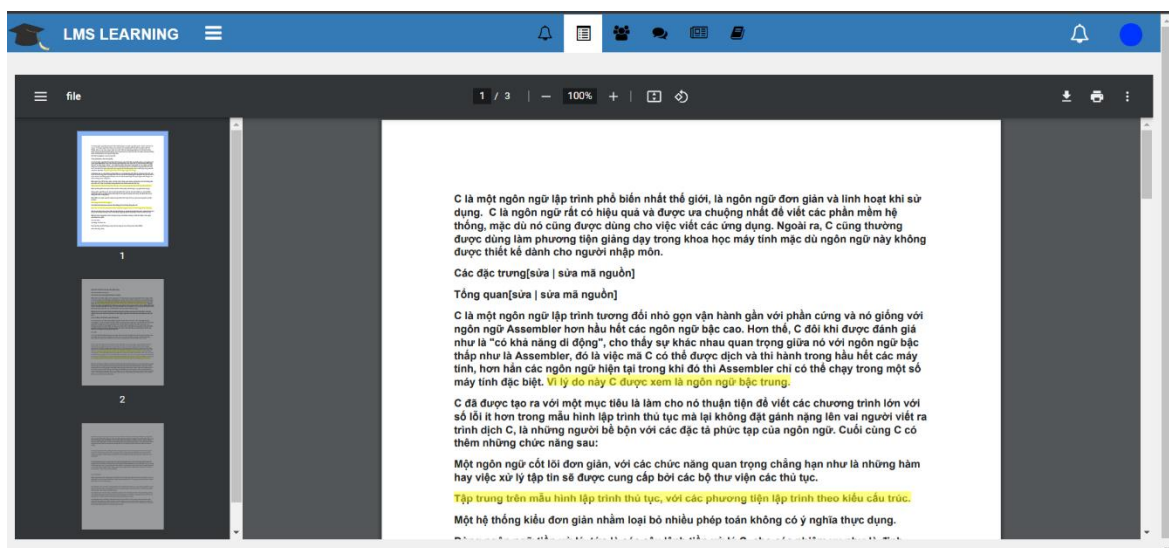 LMS LEARNING
file
1 / 3 | − 100% + |
1
2
C là một ngôn ngữ lập trình phổ biến nhất thế giới, là ngôn ngữ đơn giản và linh hoạt khi sử
dụng. C là ngôn ngữ rất có hiệu quả và được ưa chuộng nhất để viết các phần mềm hệ
thống, mặc dù nó cũng được dùng cho việc viết các ứng dụng. Ngoài ra, C cũng thường
được dùng làm phương tiện giảng dạy trong khoa học máy tính mặc dù ngôn ngữ này không
được thiết kế dành cho người nhập môn.
Các đặc trưng[sửa | sửa mã nguồn]
Tổng quan[sửa | sửa mã nguồn]
C là một ngôn ngữ lập trình tương đối nhỏ gọn vận hành gần với phần cứng và nó giống với
ngôn ngữ Assembler hơn hầu hết các ngôn ngữ bậc cao. Hơn thế, C đôi khi được đánh giá
như là "có khả năng di động", cho thấy sự khác nhau quan trọng giữa nó với ngôn ngữ bậc
thấp như là Assembler, đó là việc mã C có thể được dịch và thi hành trong hầu hết các máy
tính, hơn hẳn các ngôn ngữ hiện tại trong khi đó thì Assembler chỉ có thể chạy trong một số
máy tính đặc biệt. Vì lý do này C được xem là ngôn ngữ bậc trung.
C đã được tạo ra với một mục tiêu là làm cho nó thuận tiện để viết các chương trình lớn với
số lỗi ít hơn trong mẫu hình lập trình thủ tục mà lại không đặt gánh nặng lên vai người viết ra
trình dịch C, là những người bề bộn với các đặc tả phức tạp của ngôn ngữ. Cuối cùng C có
thêm những chức năng sau:
Một ngôn ngữ cốt lõi đơn giản, với các chức năng quan trọng chẳng hạn như là những hàm
hay việc xử lý tập tin sẽ được cung cấp bởi các bộ thư viện các thủ tục.
Tập trung trên mẫu hình lập trình thủ tục, với các phương tiện lập trình theo kiểu cấu trúc.
Một hệ thống kiểu đơn giản nhằm loại bỏ nhiều phép toán không có ý nghĩa thực dụng.